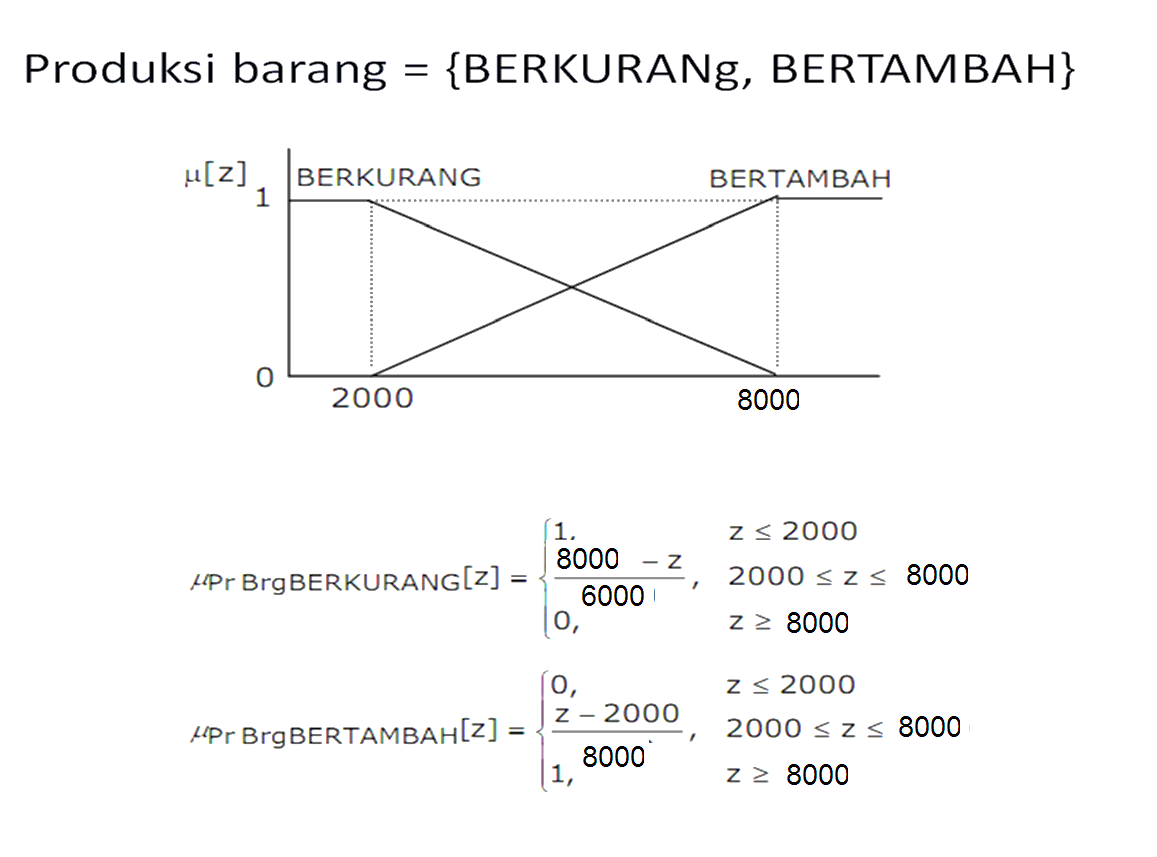 Produksi barang = {BERKURANg, BERTAMBAH}
μ[z]
1
BERKURANG
BERTAMBAH
0
2000
8000
μPr BrgBERKURANG[z] =
1. z ≤ 2000
8000 – z
6000
, 2000 ≤ z ≤ 8000
0, z ≥ 8000
μPr BrgBERTAMBAH[z] =
0, z ≤ 2000
z – 2000
8000
, 2000 ≤ z ≤ 8000
1, z ≥ 8000